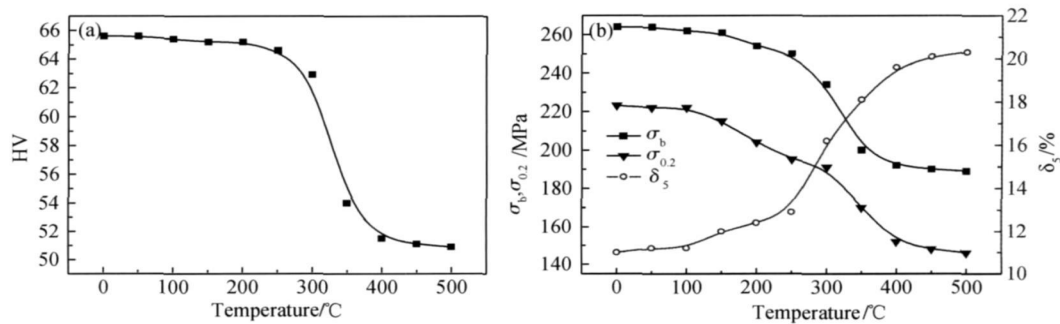 (a)
66
64
62
60
58
56
54
52
50
HV
0 100 200 300 400 500
Temperature/℃
(b)
260
240
220
200
180
160
140
σb,σ0.2 /MPa
σb
σ0.2
δ5
22
20
18
16
14
12
10
δ5/%
0 100 200 300 400 500
Temperature/℃